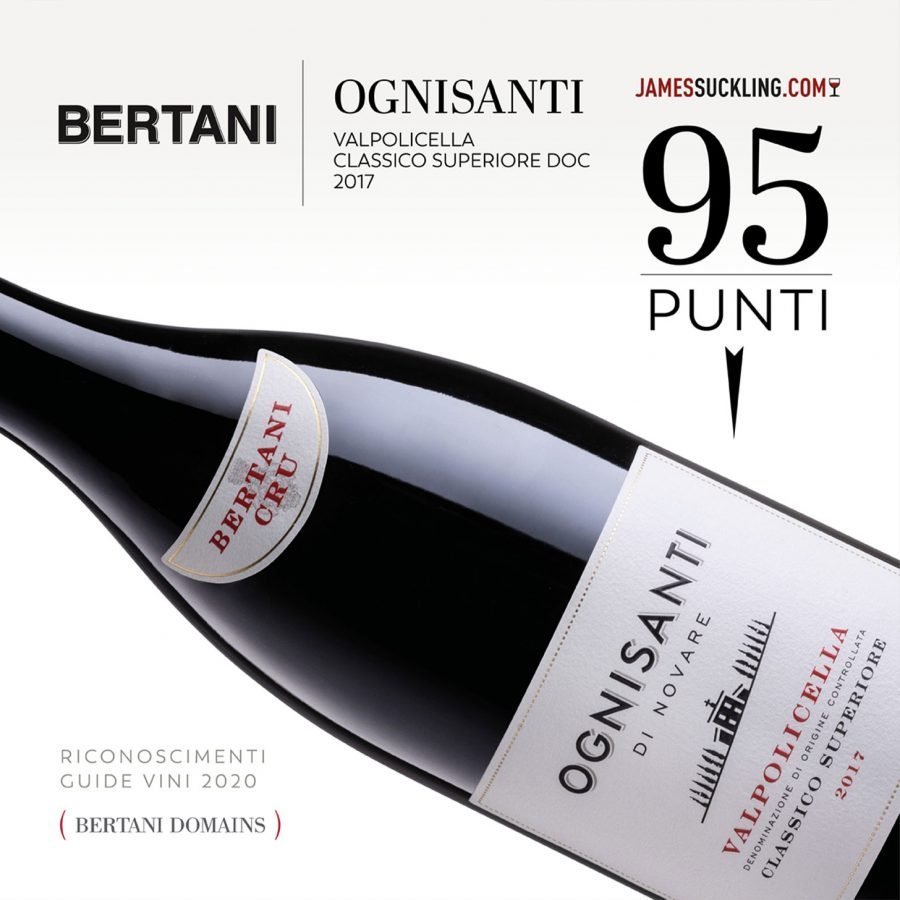 BERTANI
OGNISANTI
VALPOLICELLA
CLASSICO SUPERIORE DOC
2017
JAMESSUCKLING.COM
95
PUNTI
BERTANI
CRU
OGNISANTI
DI NOVARE
VALPOLICELLA
DENOMINAZIONE DI ORIGINE CONTROLLATA
CLASSICO SUPERIORE
2017
RICONOSCIMENTI
GUIDE VINI 2020
( BERTANI DOMAINS )